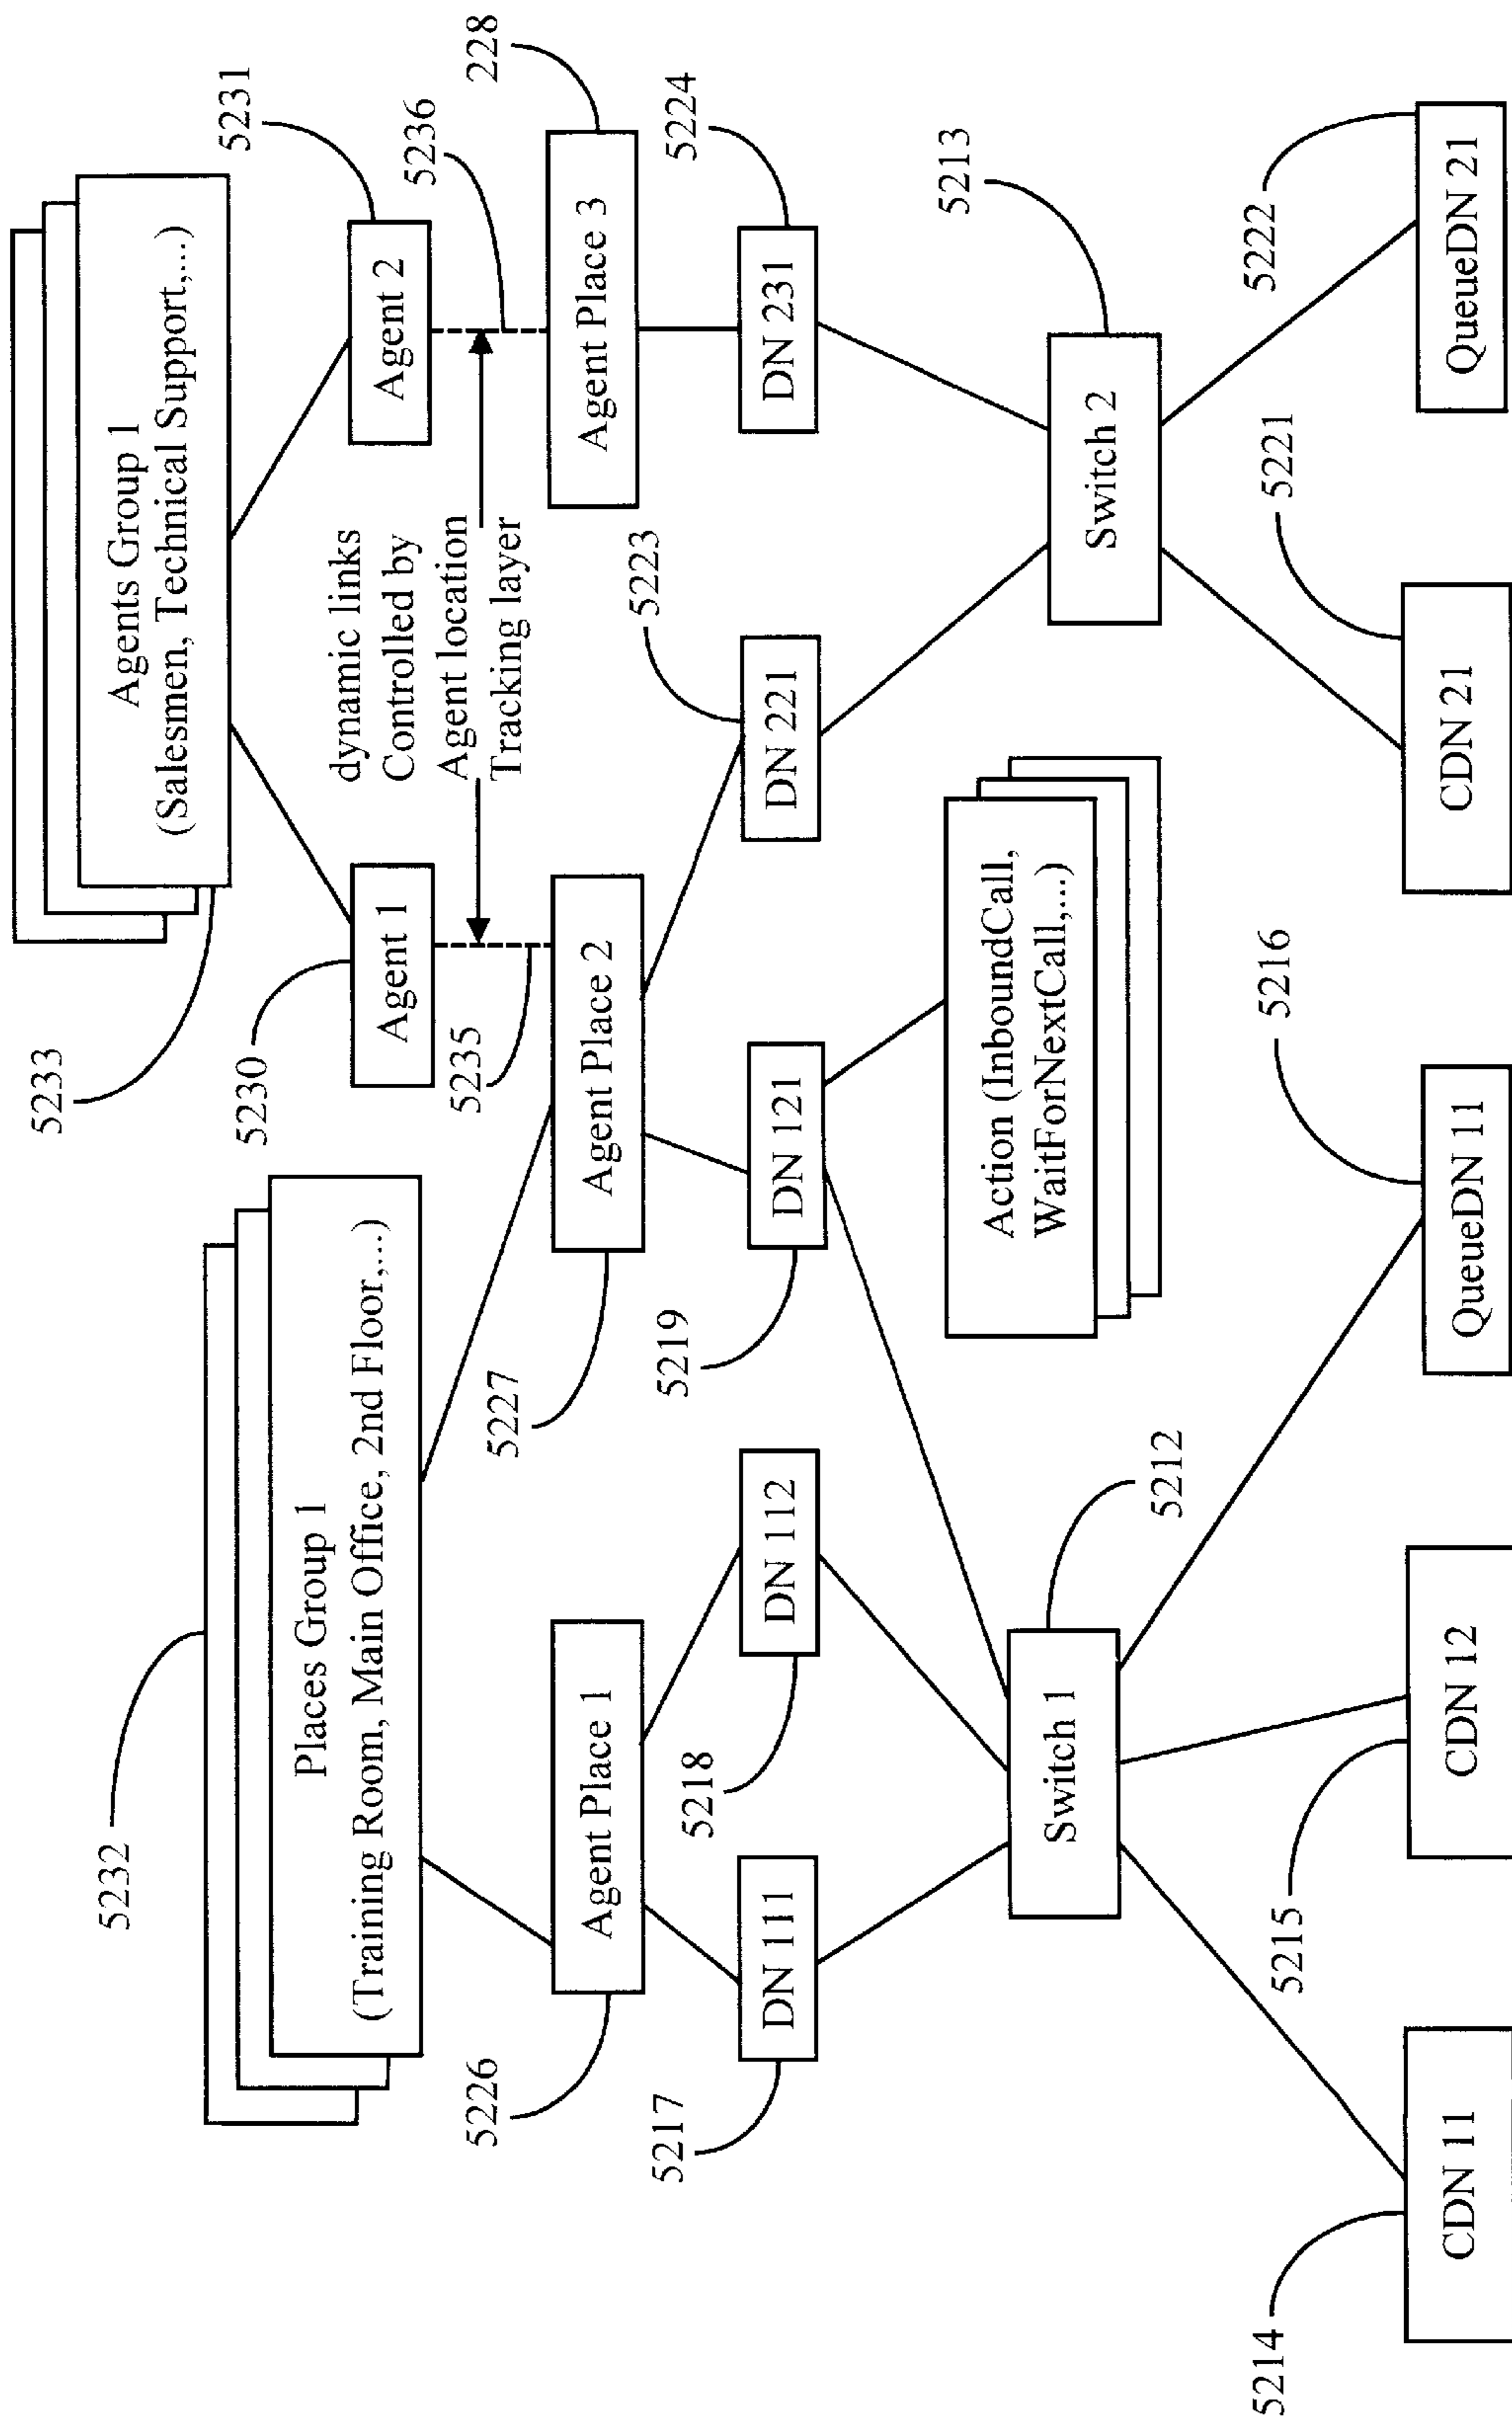 5233
Agents Group 1
(Salesmen, Technical Support,...)
5232
Places Group 1
(Training Room, Main Office, 2nd Floor,...)
5230
Agent 1
dynamic links
Controlled by
Agent location
Tracking layer
Agent 2
5231
5235
5236
5226
Agent Place 1
5227
Agent Place 2
Agent Place 3
228
5217
DN 111
5218
DN 112
5219
DN 121
DN 221
5223
DN 231
5224
Action (InboundCall,
WaitForNextCall,...)
Switch 1
5212
Switch 2
5213
5214
CDN 11
5215
CDN 12
QueueDN 11
5216
CDN 21
5221
QueueDN 21
5222